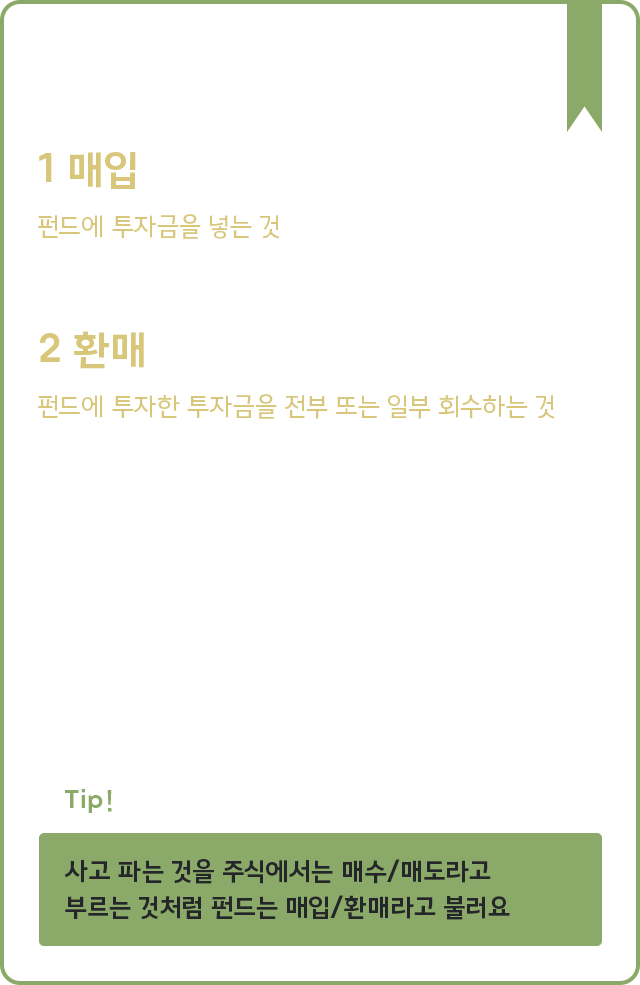 1 매입
펀드에 투자금을 넣는 것
2 환매
펀드에 투자한 투자금을 전부 또는 일부 회수하는 것
Tip!
사고 파는 것을 주식에서는 매수/매도라고
부르는 것처럼 펀드는 매입/환매라고 불러요